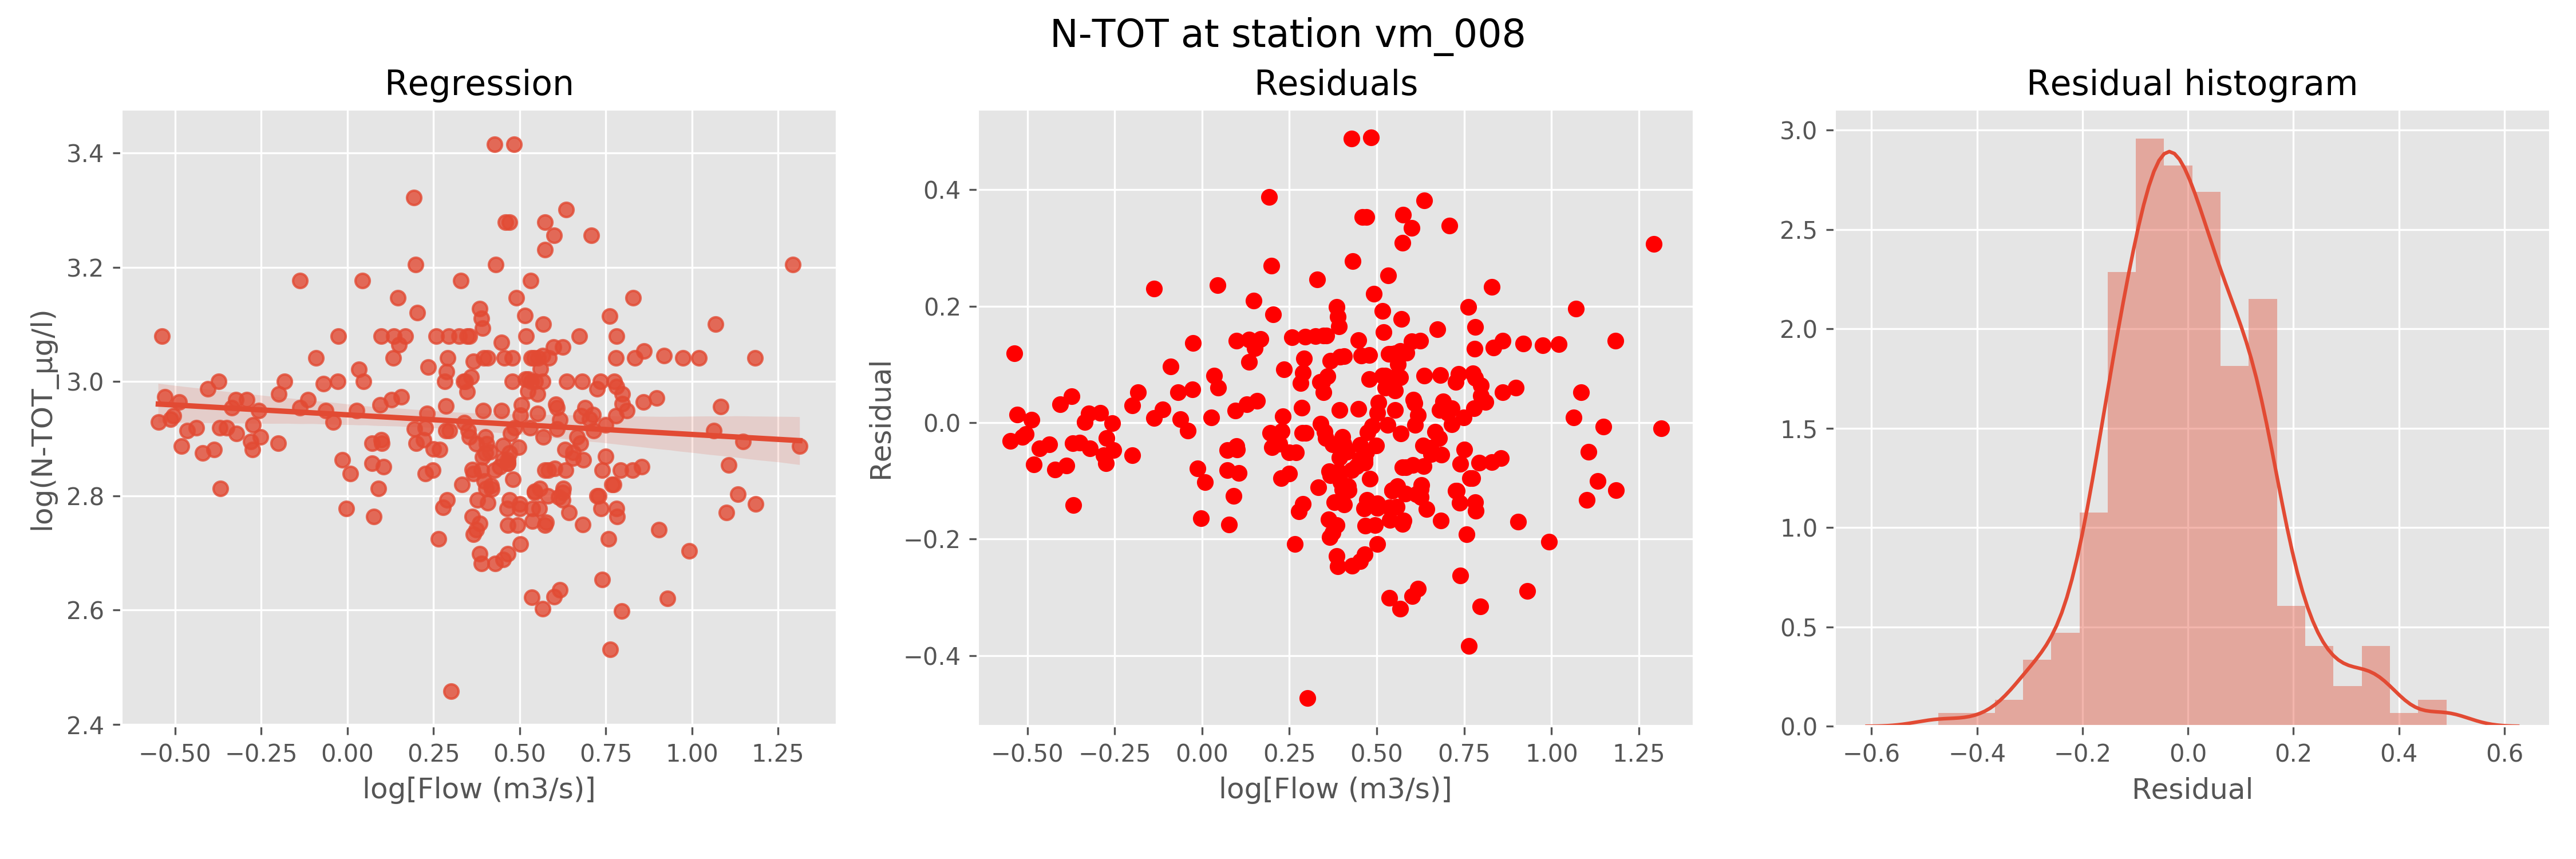 N-TOT at station vm_008
Regression
Residuals
Residual histogram
log(N-TOT_µg/l)
3.4
3.2
3.0
2.8
2.6
2.4
−0.50 −0.25 0.00 0.25 0.50 0.75 1.00 1.25
log[Flow (m3/s)]
Residual
0.4
0.2
0.0
−0.2
−0.4
−0.50 −0.25 0.00 0.25 0.50 0.75 1.00 1.25
log[Flow (m3/s)]
3.0
2.5
2.0
1.5
1.0
0.5
0.0
−0.6 −0.4 −0.2 0.0 0.2 0.4 0.6
Residual